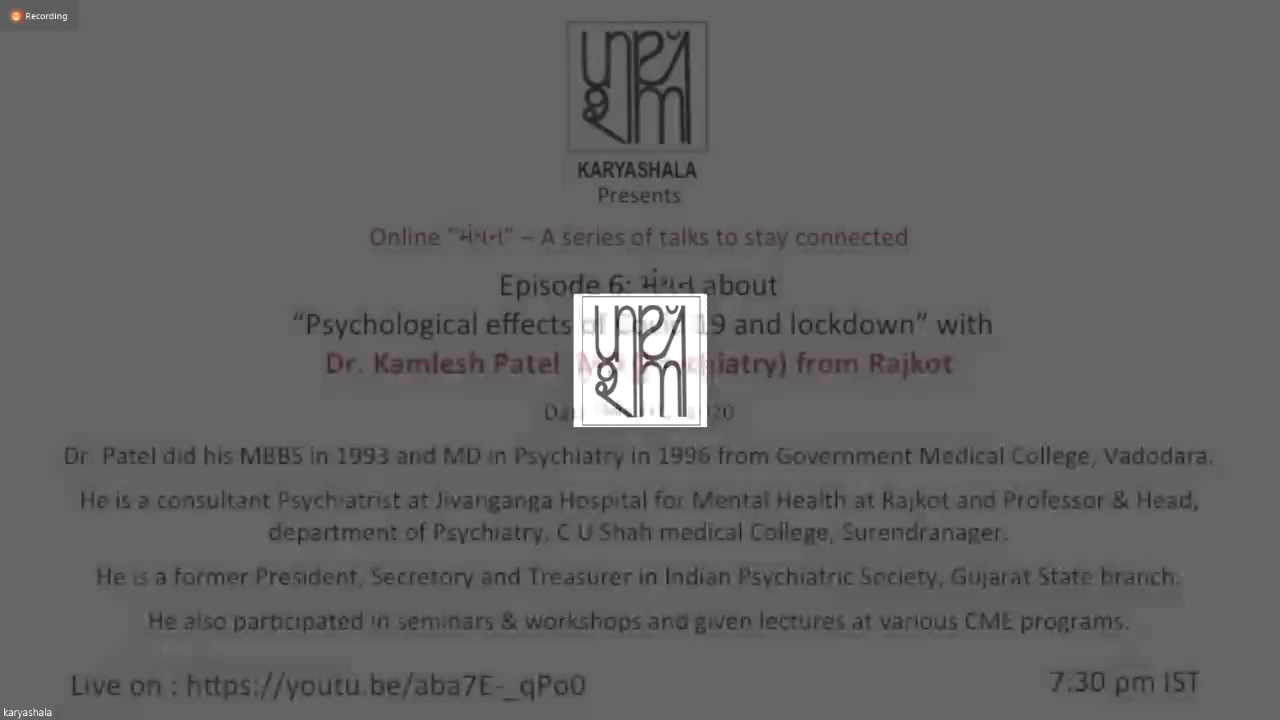 Recording
KARYASHALA
Presents
Online "મંથન" – A series of talks to stay connected
Episode 6: મંથન about
"Psychological effects of Covid 19 and lockdown" with
Dr. Kamlesh Patel (Psychiatry) from Rajkot
Dr. Patel did his MBBS in 1993 and MD in Psychiatry in 1996 from Government Medical College, Vadodara.
He is a consultant Psychiatrist at Jivanganga Hospital for Mental Health at Rajkot and Professor & Head,
department of Psychiatry, C U Shah medical College, Surendranager.
He is a former President, Secretory and Treasurer in Indian Psychiatric Society, Gujarat State branch.
He also participated in seminars & workshops and given lectures at various CME programs.
Live on : https://youtu.be/aba7E-_qPo0
7:30 pm IST
karyashala